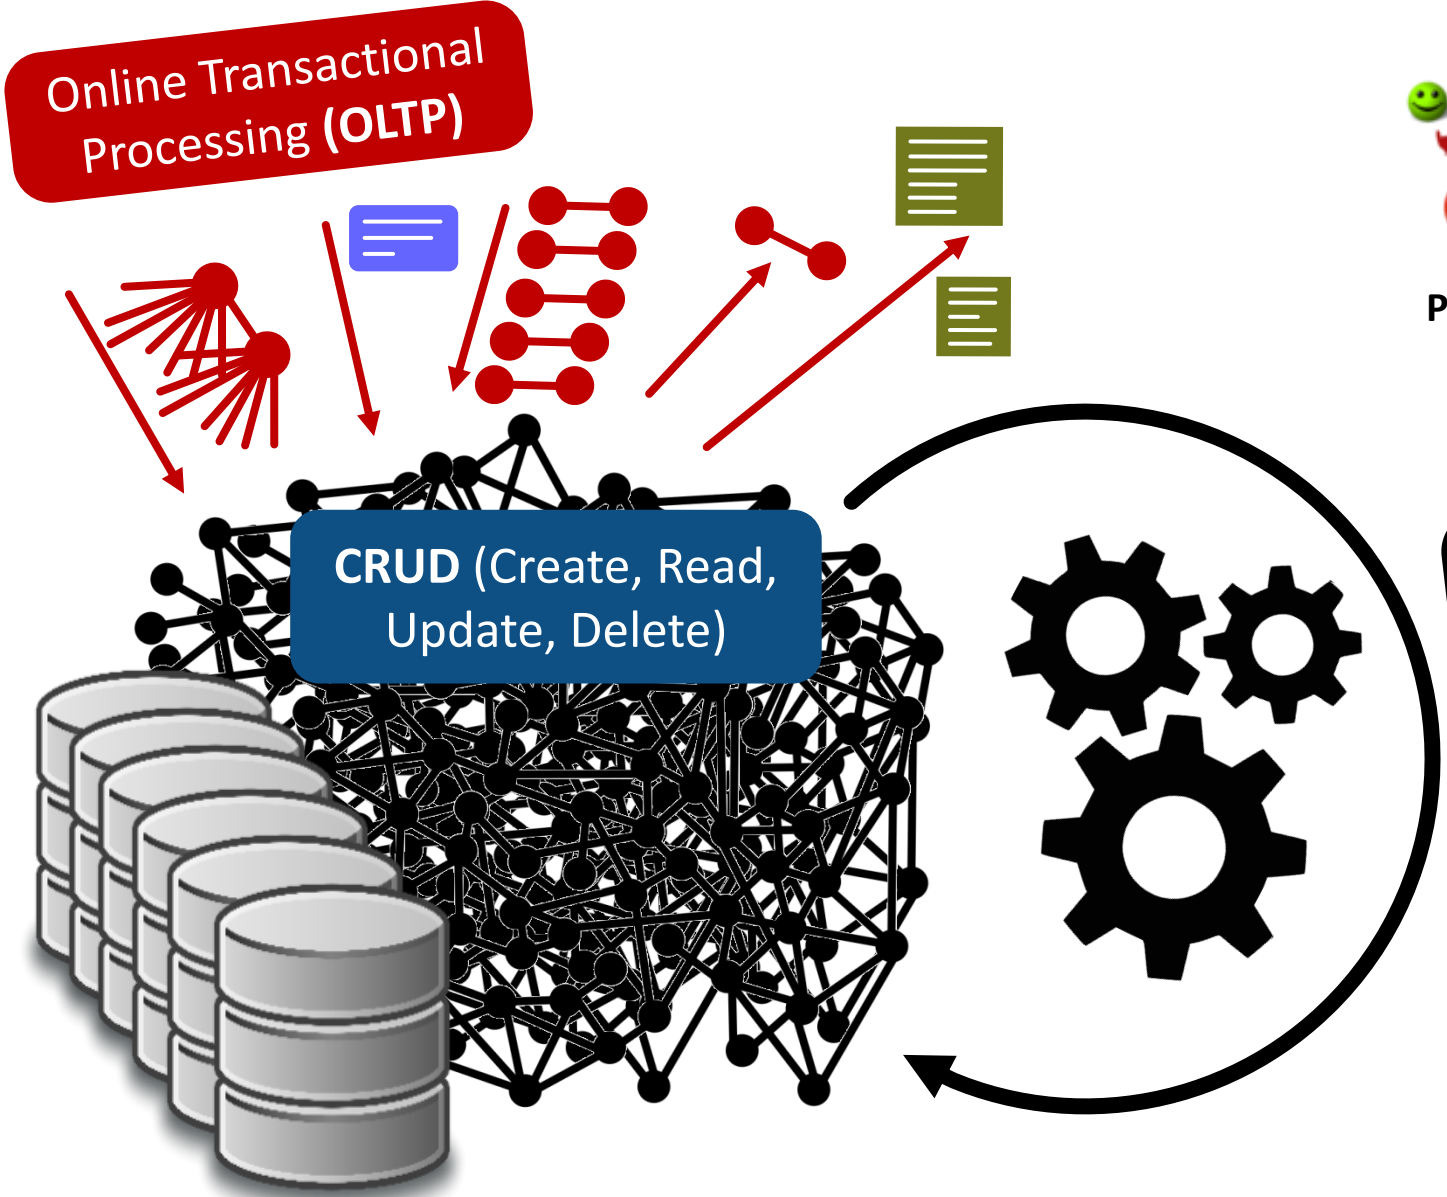 Online Transactional
Processing (OLTP)
P
CRUD (Create, Read,
Update, Delete)